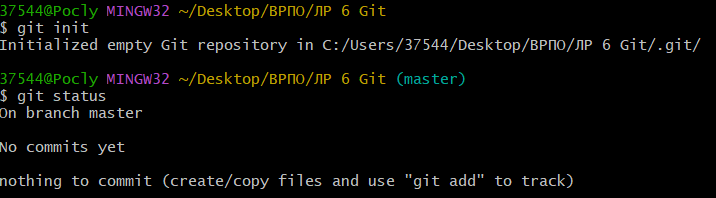 37544@Pocly MINGW32 ~/Desktop/ВРПО/ЛР 6 Git
$ git init
Initialized empty Git repository in C:/Users/37544/Desktop/ВРПО/ЛР 6 Git/.git/
37544@Pocly MINGW32 ~/Desktop/ВРПО/ЛР 6 Git (master)
$ git status
On branch master
No commits yet
nothing to commit (create/copy files and use "git add" to track)